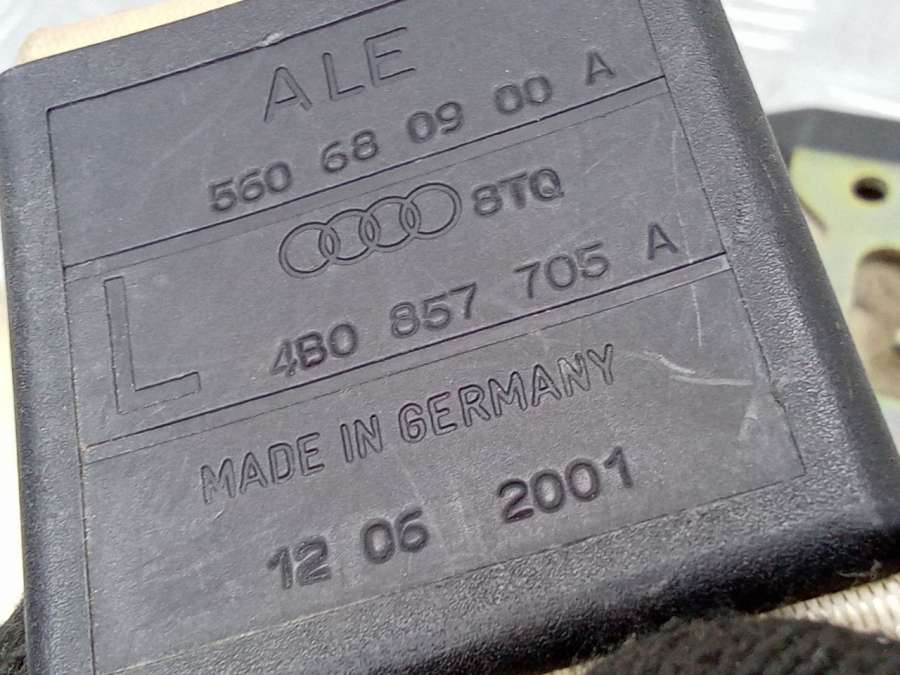 ALE
560 68 09 00 A
8TQ
L
4B0 857 705 A
MADE IN GERMANY
12 06 2001